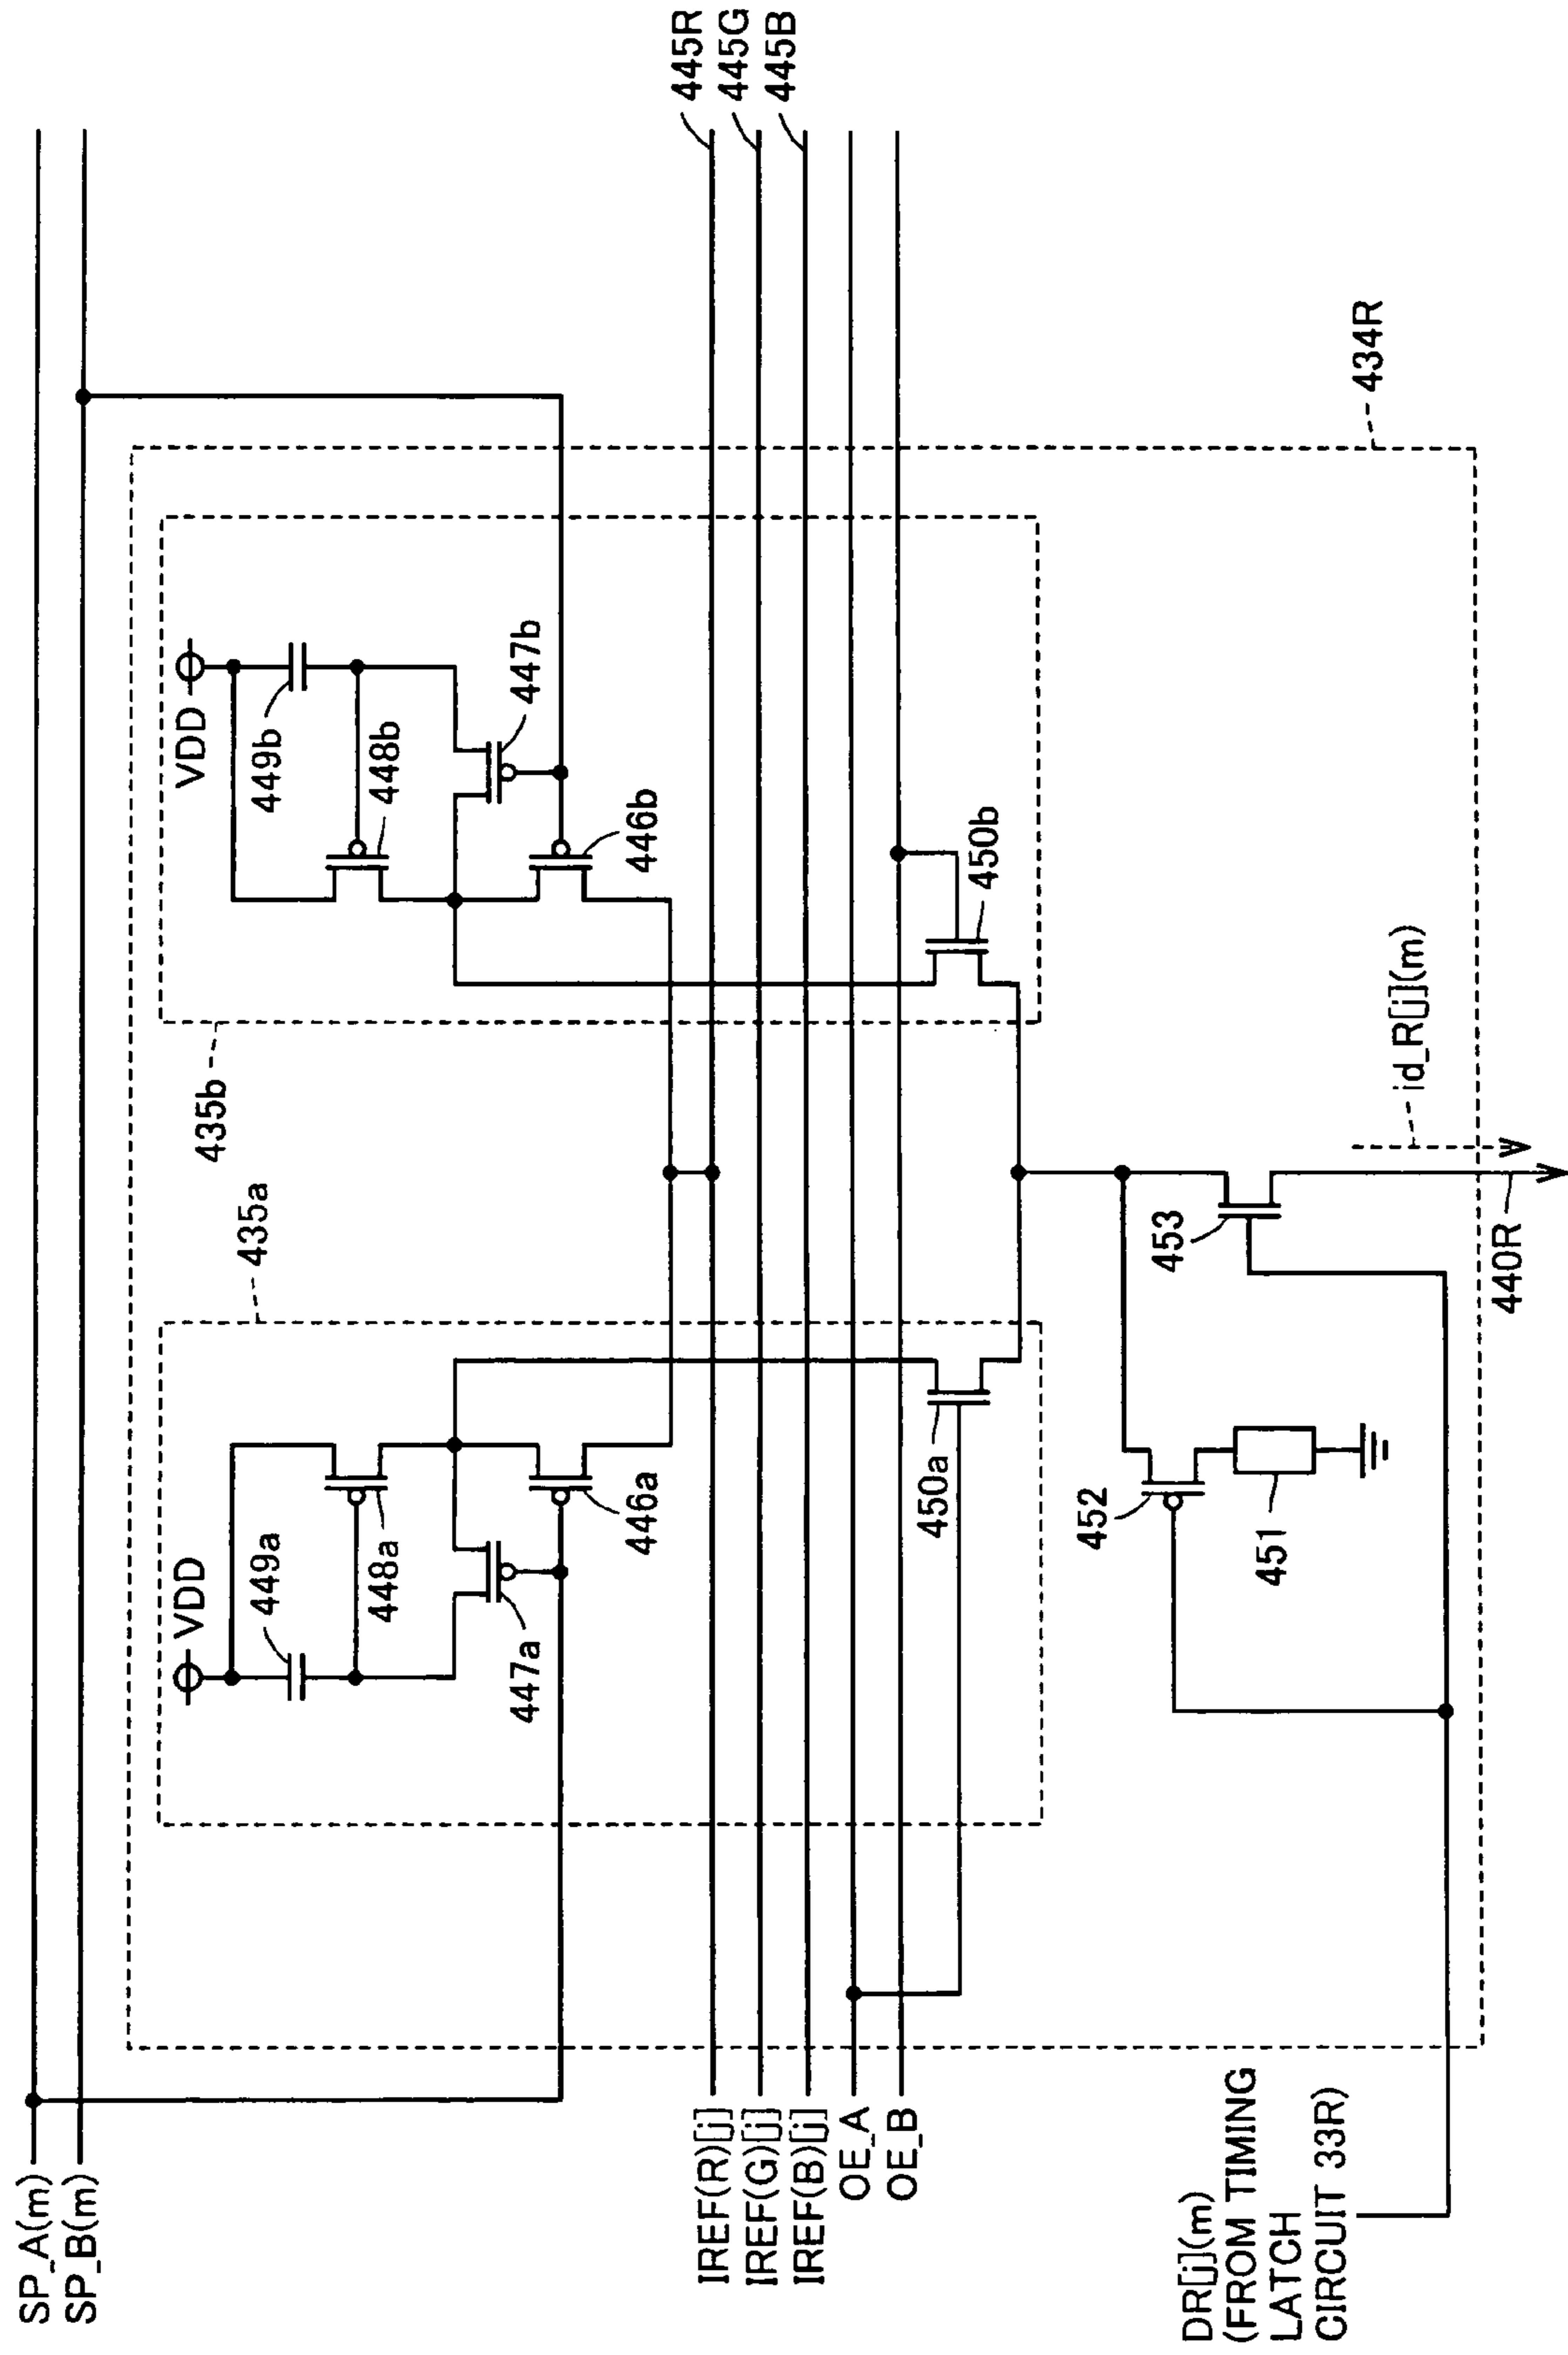 SP_A(m)
SP_B(m)
435a
435b
VDD
VDD
449a
449b
448a
448b
447a
447b
446a
446b
445R
445G
445B
IREF(R)[j]
IREF(G)[j]
IREF(B)[j]
OE_A
OE_B
450a
450b
434R
452
453
451
id_R[j](m)
440R
DR[j](m)
(FROM TIMING
LATCH
CIRCUIT 33R)